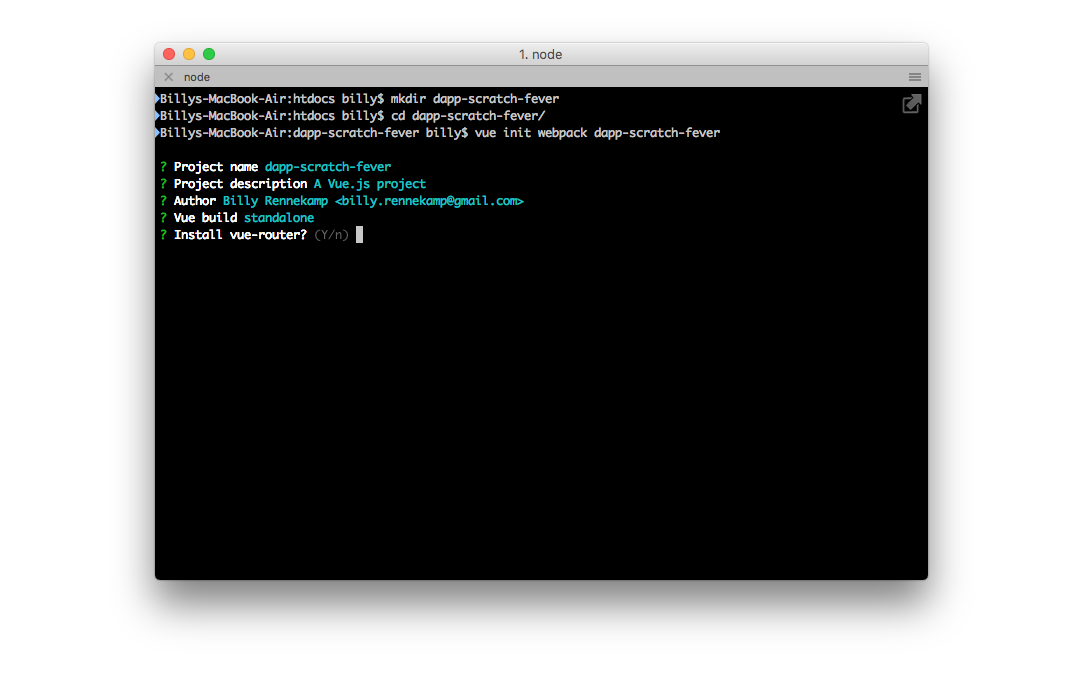 1. node
node
Billys-MacBook-Air:htdocs billy$ mkdir dapp-scratch-fever
Billys-MacBook-Air:htdocs billy$ cd dapp-scratch-fever/
Billys-MacBook-Air:dapp-scratch-fever billy$ vue init webpack dapp-scratch-fever
? Project name dapp-scratch-fever
? Project description A Vue.js project
? Author Billy Rennekamp <billy.rennekamp@gmail.com>
? Vue build standalone
? Install vue-router? (Y/n)